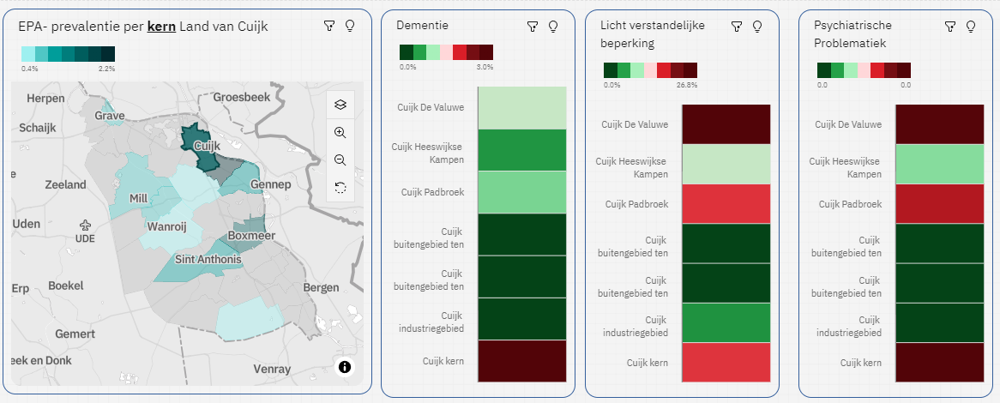 EPA- prevalentie per kern Land van Cuijk
0.4%
2.2%
Herpen
Groesbeek
Grave
Schaijk
Cuijk
e
Zeeland
Gennep
Mill
Uden
Wanroij
UDE
Boxmeer
Sint Anthonis
Erp
Boekel
Bergen
Gemert
eek en Donk
Venray
Dementie
0.0%
3.0%
Cuijk De Valuwe
Cuijk Heeswijkse
Kampen
Cuijk Padbroek
Cuijk
buitengebied ten
Cuijk
buitengebied ten
Cuijk
industriegebied
Cuijk kern
Licht verstandelijke
beperking
0.0%
26.8%
Cuijk De Valuwe
Cuijk Heeswijkse
Kampen
Cuijk Padbroek
Cuijk
buitengebied ten
Cuijk
buitengebied ten
Cuijk
industriegebied
Cuijk kern
Psychiatrische
Problematiek
0.0
0.0
Cuijk De Valuwe
Cuijk Heeswijkse
Kampen
Cuijk Padbroek
Cuijk
buitengebied ten
Cuijk
buitengebied ten
Cuijk
industriegebied
Cuijk kern